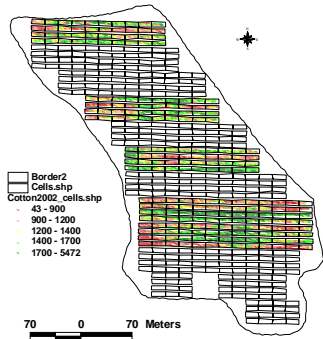 Border2
Cells.shp
Cotton2002_cells.shp
43 - 900
900 - 1200
1200 - 1400
1400 - 1700
1700 - 5472
70 0 70 Meters